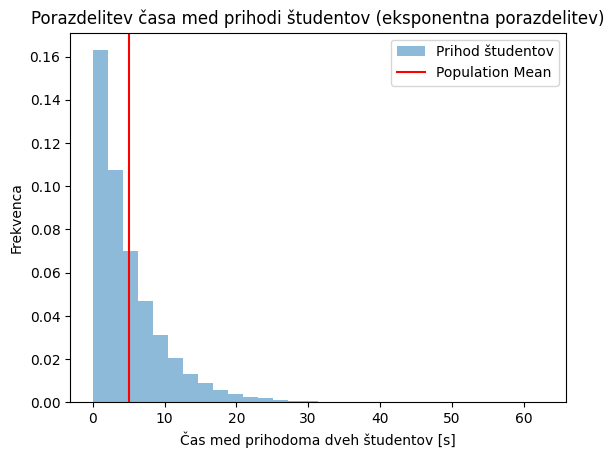 Porazdelitev časa med prihodi študentov (eksponentna porazdelitev)
Prihod študentov
Population Mean
Frekvenca
0.16
0.14
0.12
0.10
0.08
0.06
0.04
0.02
0.00
0 10 20 30 40 50 60
Čas med prihodoma dveh študentov [s]